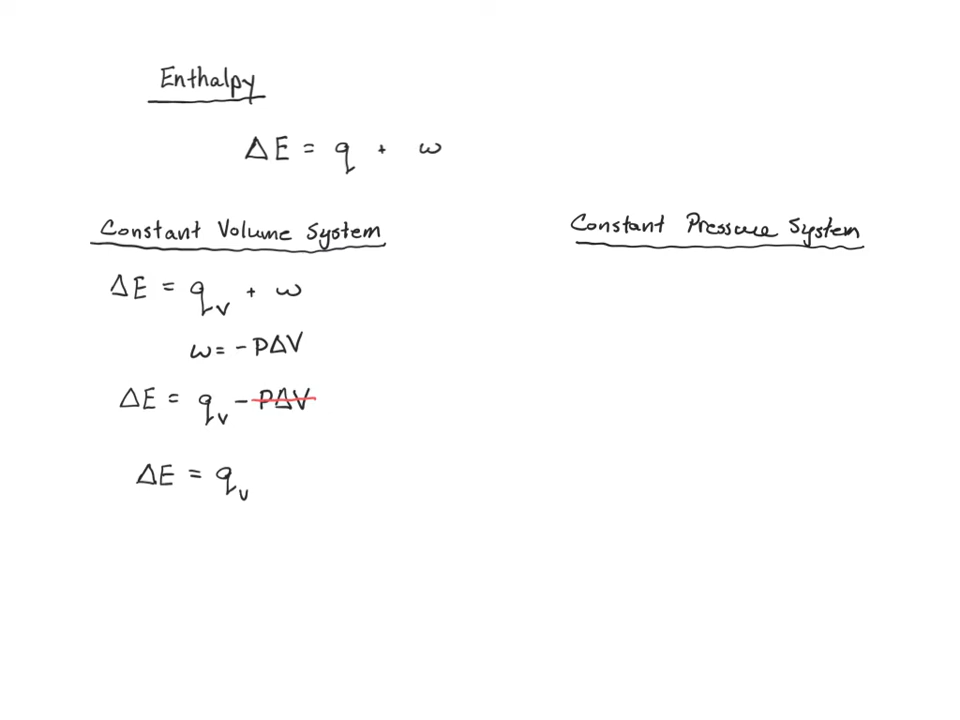 Enthalpy
ΔE = q + w
Constant Volume System
ΔE = qᵥ + w
w = - PΔV
ΔE = qᵥ - PΔV
ΔE = qᵥ
Constant Pressure System